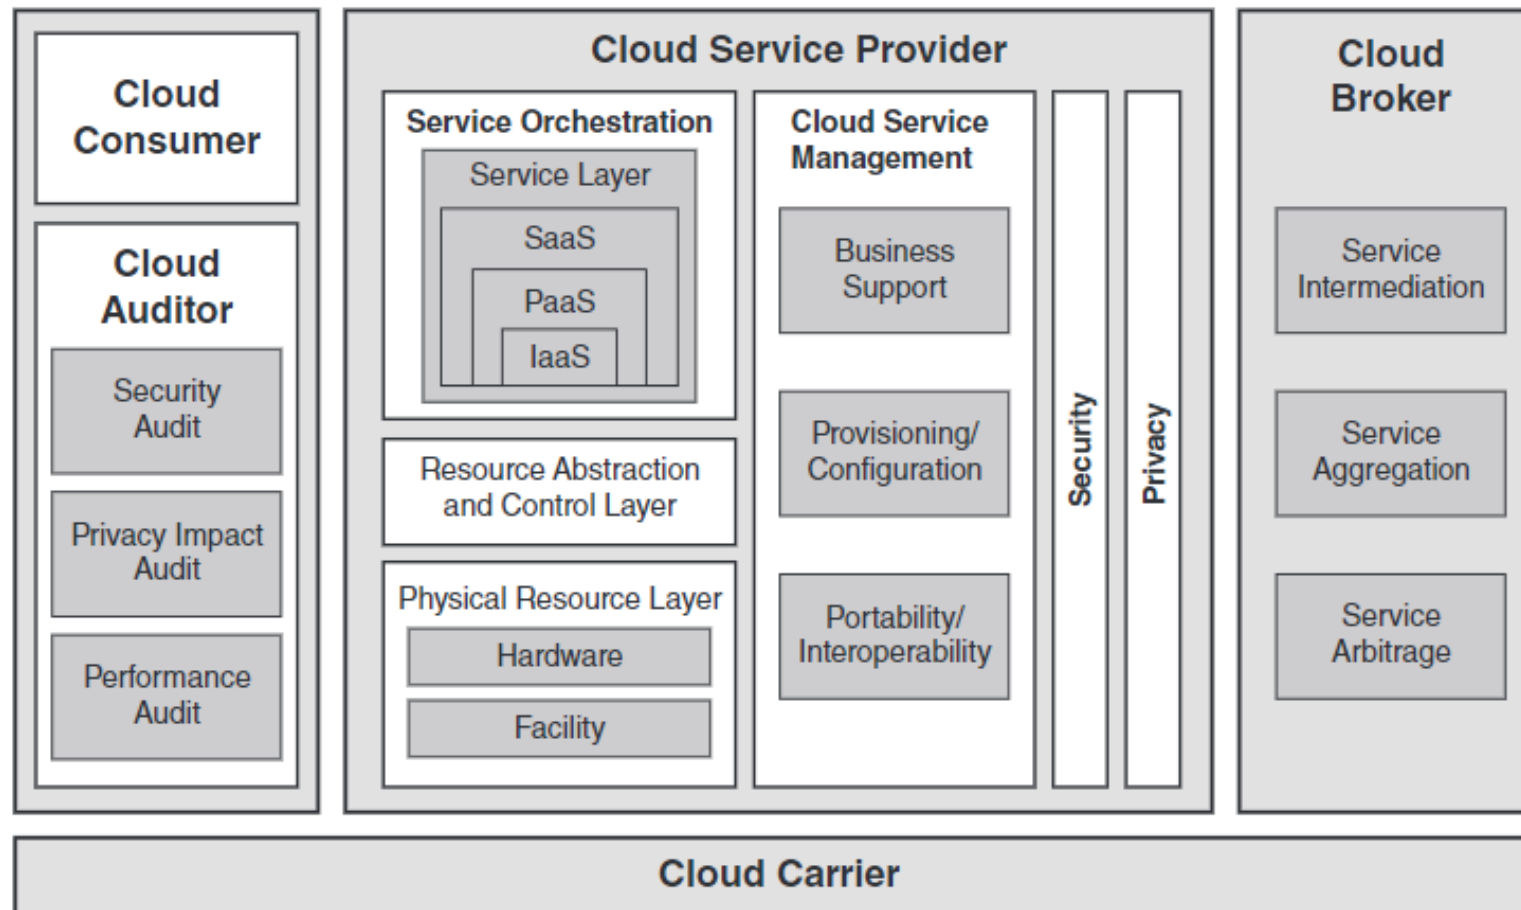 Cloud
Consumer
Cloud
Auditor
Security
Audit
Privacy Impact
Audit
Performance
Audit
Cloud Service Provider
Service Orchestration
Service Layer
SaaS
PaaS
IaaS
Resource Abstraction
and Control Layer
Physical Resource Layer
Hardware
Facility
Cloud Service
Management
Business
Support
Provisioning/
Configuration
Portability/
Interoperability
Security
Privacy
Cloud
Broker
Service
Intermediation
Service
Aggregation
Service
Arbitrage
Cloud Carrier